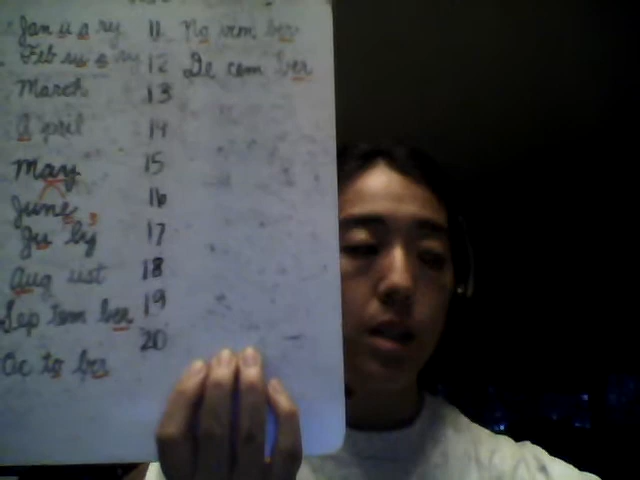 Jan u a ry
Feb ru a ry
March
A pril
May
June
Ju ly
Aug ust
Sep tem ber
Oc to ber
11 No vem ber
12 De cem ber
13
14
15
16
17
18
19
20